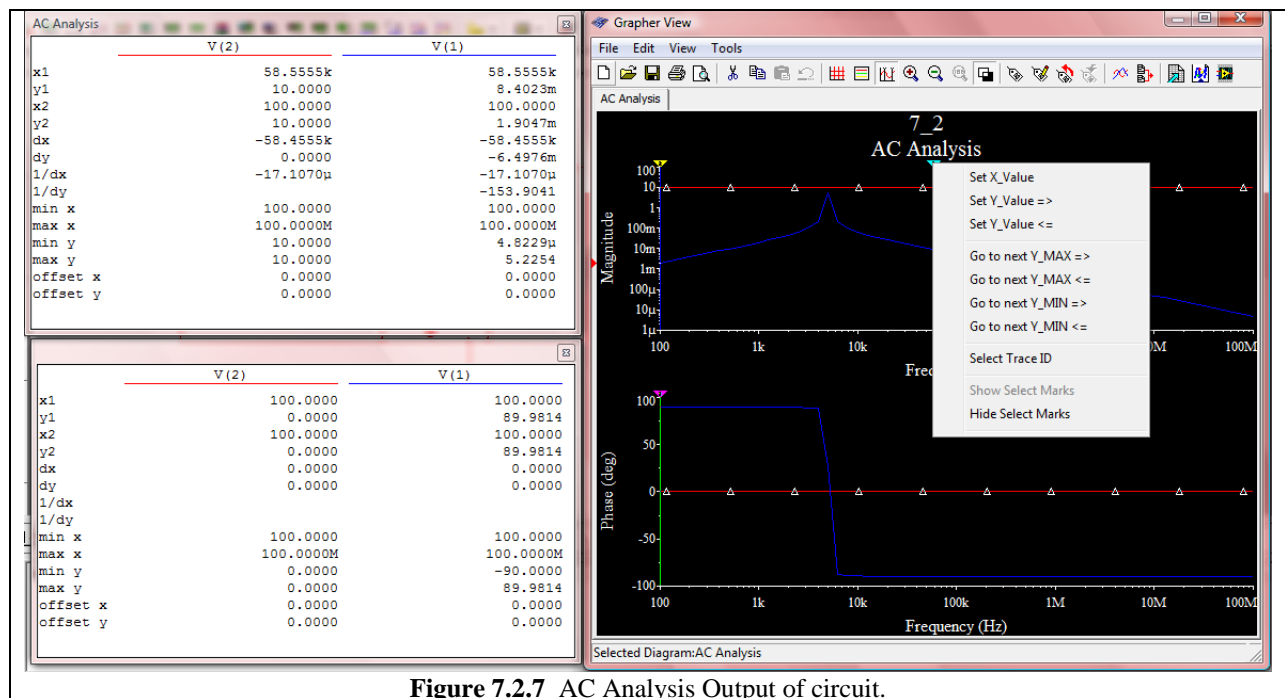 AC Analysis
V(2) V(1)
x1 58.5555k 58.5555k
y1 10.0000 8.4023m
x2 100.0000 100.0000
y2 10.0000 1.9047m
dx -58.4555k -58.4555k
dy 0.0000 -6.4976m
1/dx -17.1070µ -17.1070µ
1/dy -153.9041
min x 100.0000 100.0000
max x 100.0000M 100.0000M
min y 10.0000 4.8229µ
max y 10.0000 5.2254
offset x 0.0000 0.0000
offset y 0.0000 0.0000
V(2) V(1)
x1 100.0000 100.0000
y1 0.0000 89.9814
x2 100.0000 100.0000
y2 0.0000 89.9814
dx 0.0000 0.0000
dy 0.0000 0.0000
1/dx
1/dy
min x 100.0000 100.0000
max x 100.0000M 100.0000M
min y 0.0000 -90.0000
max y 0.0000 89.9814
offset x 0.0000 0.0000
offset y 0.0000 0.0000
Grapher View
File Edit View Tools
AC Analysis
7_2
AC Analysis
Magnitude
100
10
1
100m
10m
1m
100µ
10µ
1µ
100 1k 10k 0M 100M
Freq
Set X_Value
Set Y_Value =>
Set Y_Value <=
Go to next Y_MAX =>
Go to next Y_MAX <=
Go to next Y_MIN =>
Go to next Y_MIN <=
Select Trace ID
Show Select Marks
Hide Select Marks
Phase (deg)
100
50
0
-50
-100
100 1k 10k 100k 1M 10M 100M
Frequency (Hz)
Selected Diagram:AC Analysis
Figure 7.2.7 AC Analysis Output of circuit.